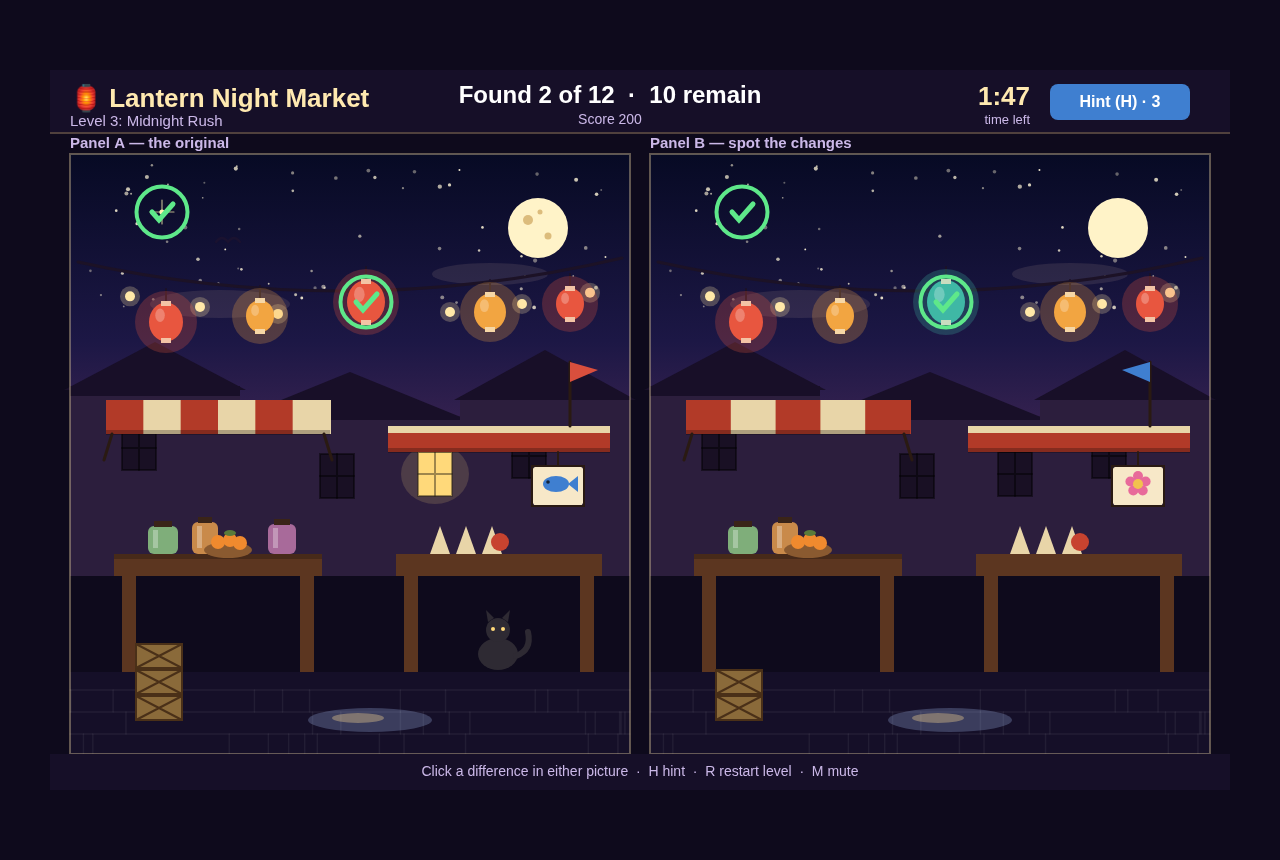 🏮 Lantern Night Market
Level 3: Midnight Rush
Found 2 of 12 · 10 remain
Score 200
1:47
time left
Hint (H) · 3
Panel A — the original
Panel B — spot the changes
Click a difference in either picture · H hint · R restart level · M mute